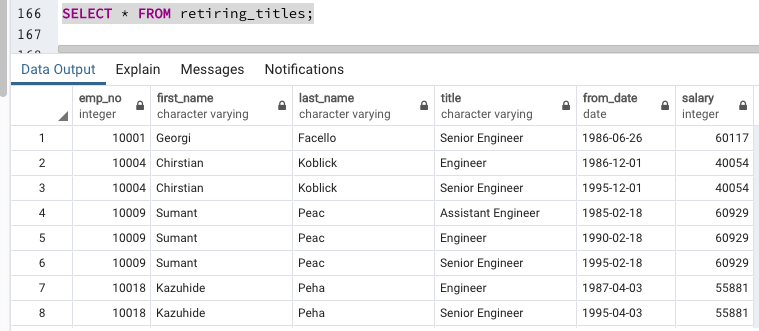 166 SELECT * FROM retiring_titles;
167
Data Output Explain Messages Notifications
emp_no first_name last_name title from_date salary
integer character varying character varying character varying date integer
1 10001 Georgi Facello Senior Engineer 1986-06-26 60117
2 10004 Chirstian Koblick Engineer 1986-12-01 40054
3 10004 Chirstian Koblick Senior Engineer 1995-12-01 40054
4 10009 Sumant Peac Assistant Engineer 1985-02-18 60929
5 10009 Sumant Peac Engineer 1990-02-18 60929
6 10009 Sumant Peac Senior Engineer 1995-02-18 60929
7 10018 Kazuhide Peha Engineer 1987-04-03 55881
8 10018 Kazuhide Peha Senior Engineer 1995-04-03 55881